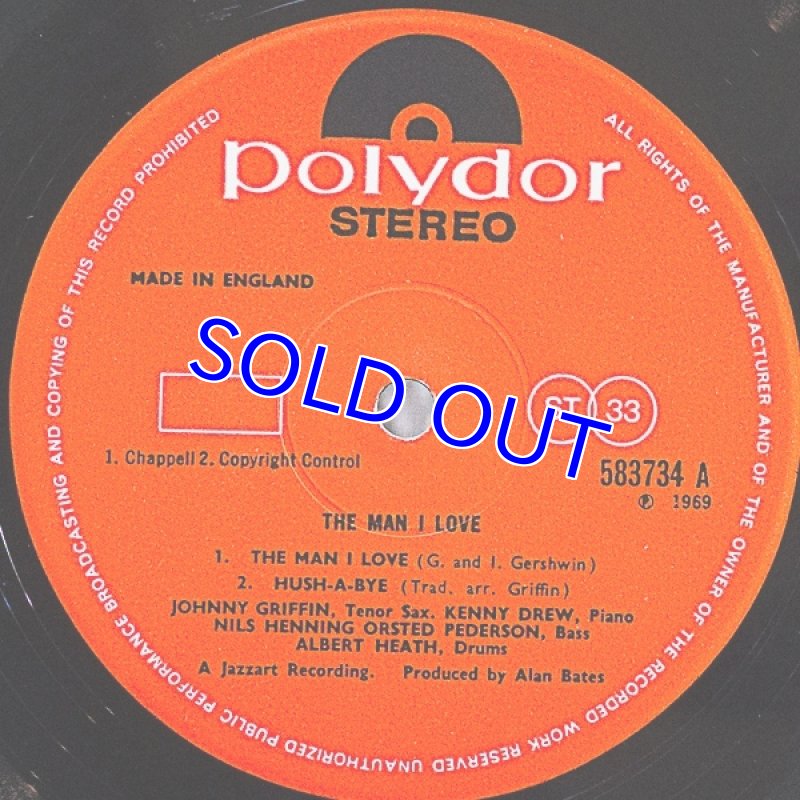 polydor
STEREO
MADE IN ENGLAND
SOLD OUT
ST 33
1. Chappell 2. Copyright Control
583734 A
℗ 1969
THE MAN I LOVE
1. THE MAN I LOVE (G. and I. Gershwin)
2. HUSH-A-BYE (Trad. arr. Griffin)
JOHNNY GRIFFIN, Tenor Sax. KENNY DREW, Piano
NILS HENNING ORSTED PEDERSON, Bass
ALBERT HEATH, Drums
A Jazzart Recording. Produced by Alan Bates
ALL RIGHTS OF THE MANUFACTURER AND OF THE OWNER OF THE RECORDED WORK RESERVED UNAUTHORIZED PUBLIC PERFORMANCE BROADCASTING AND COPYING OF THIS RECORD PROHIBITED